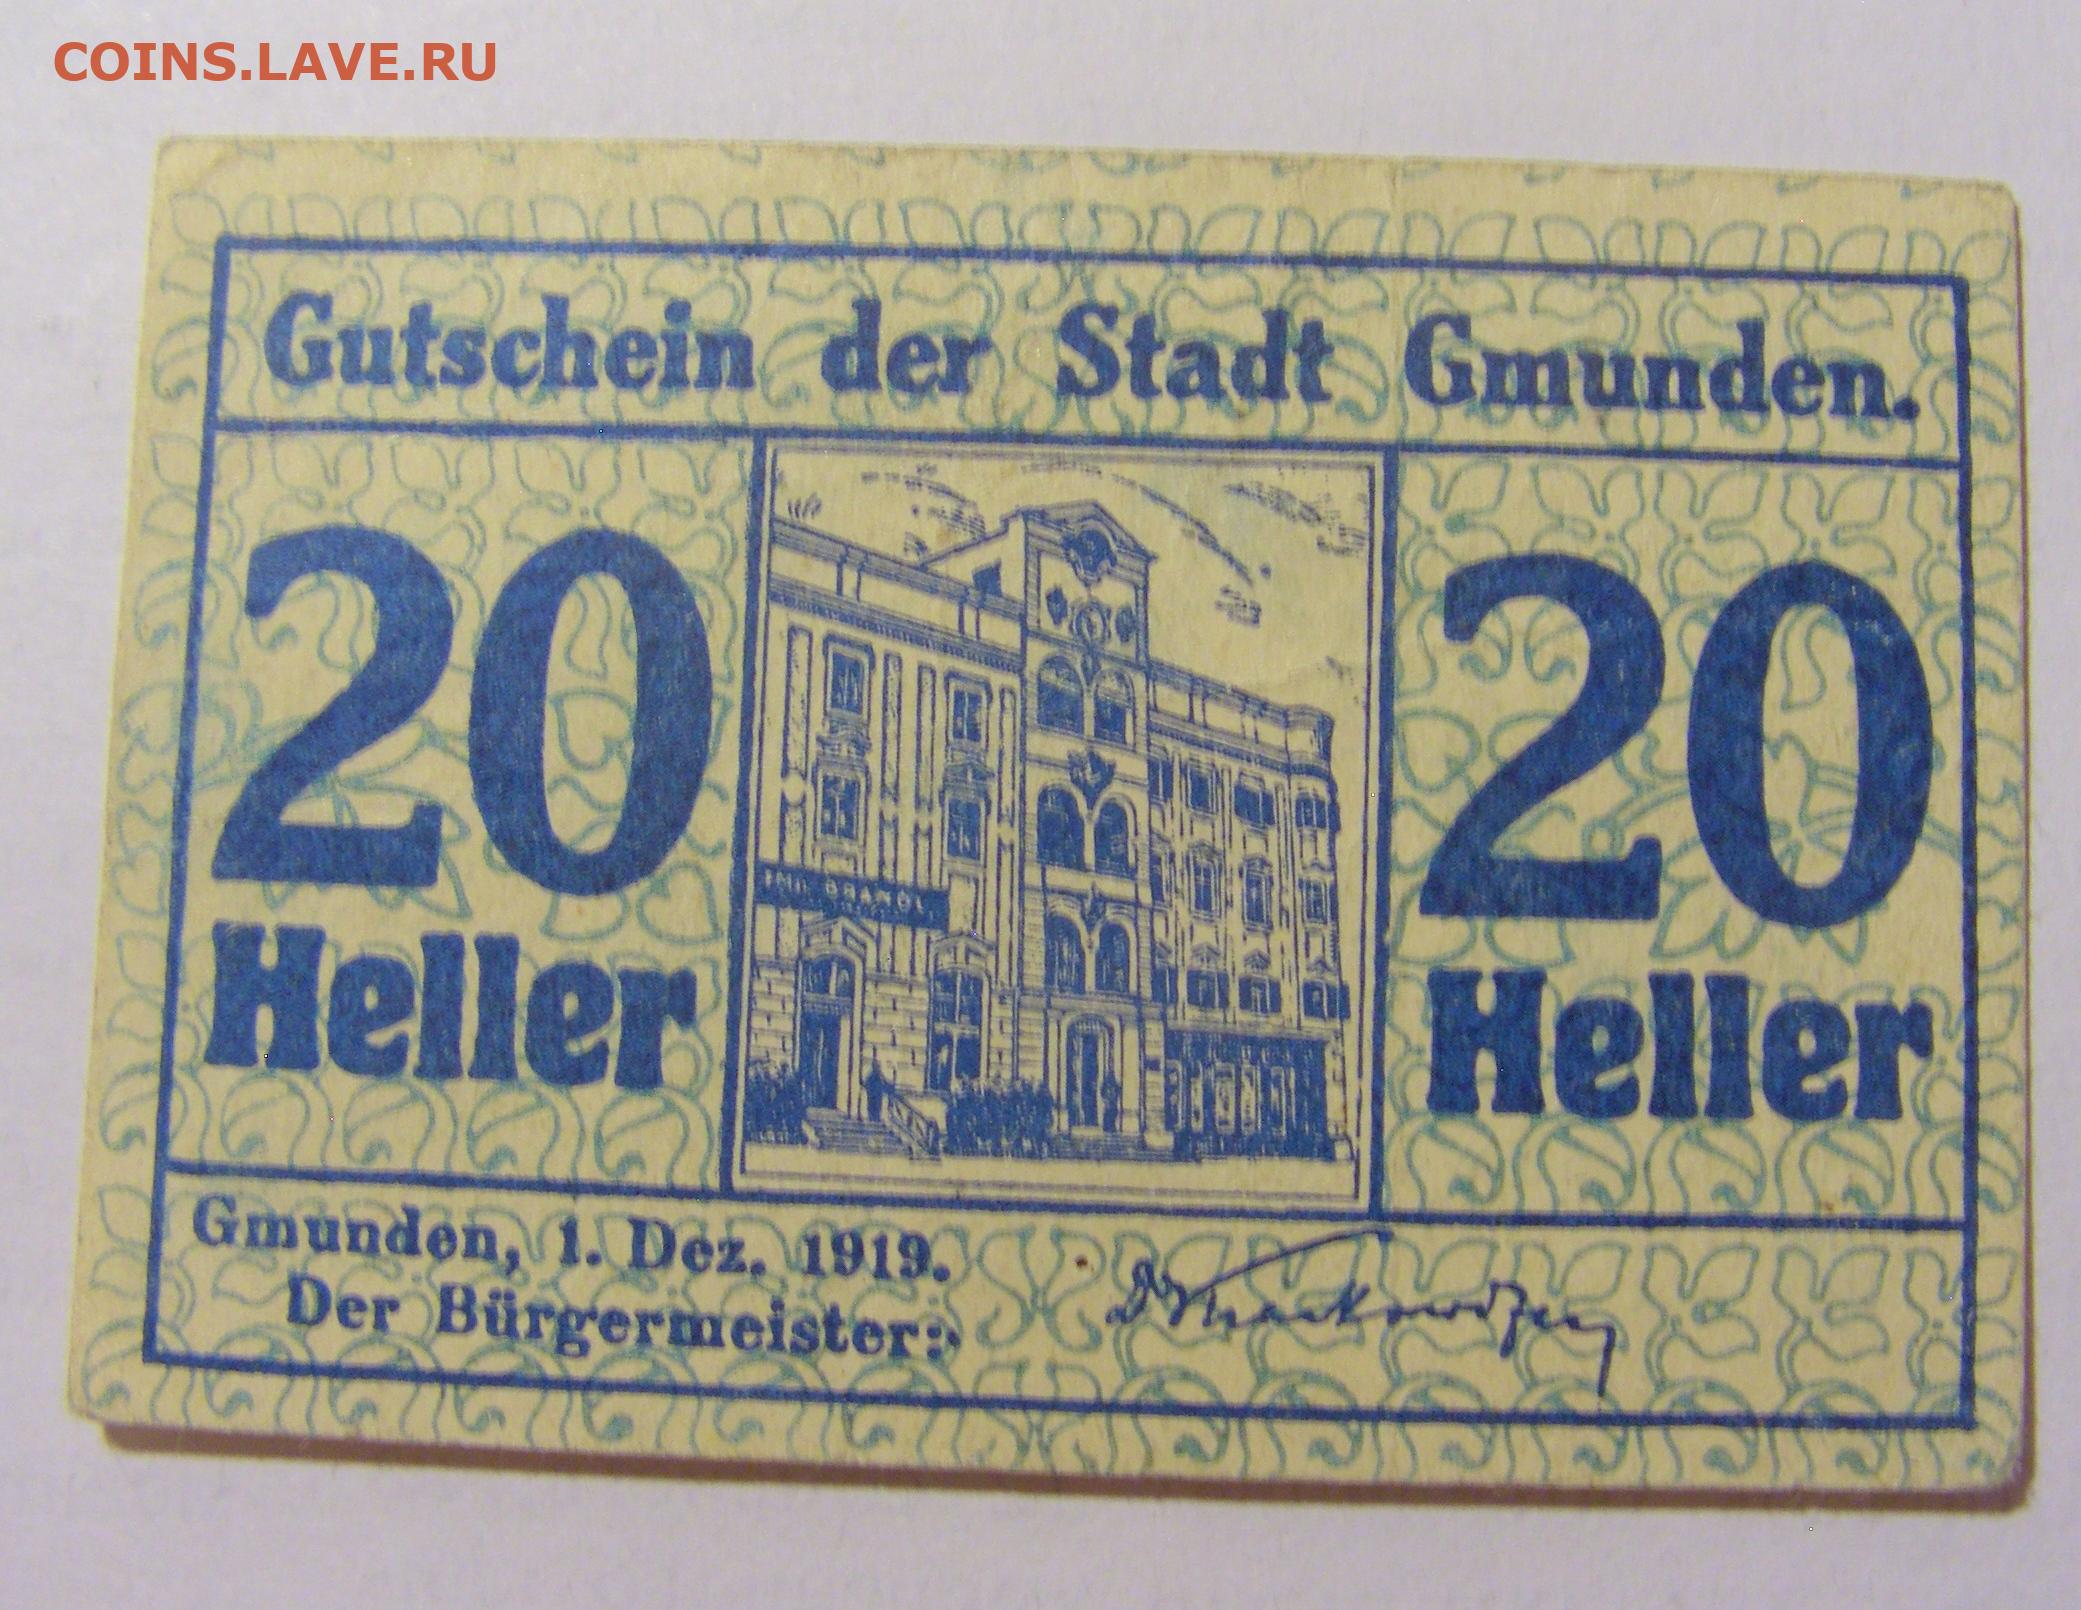 COINS.LAVE.RU
Gutschein der Stadt Gmunden.
20 20
Heller Heller
Gmunden, 1. Dez. 1919.
Der Bürgermeister: